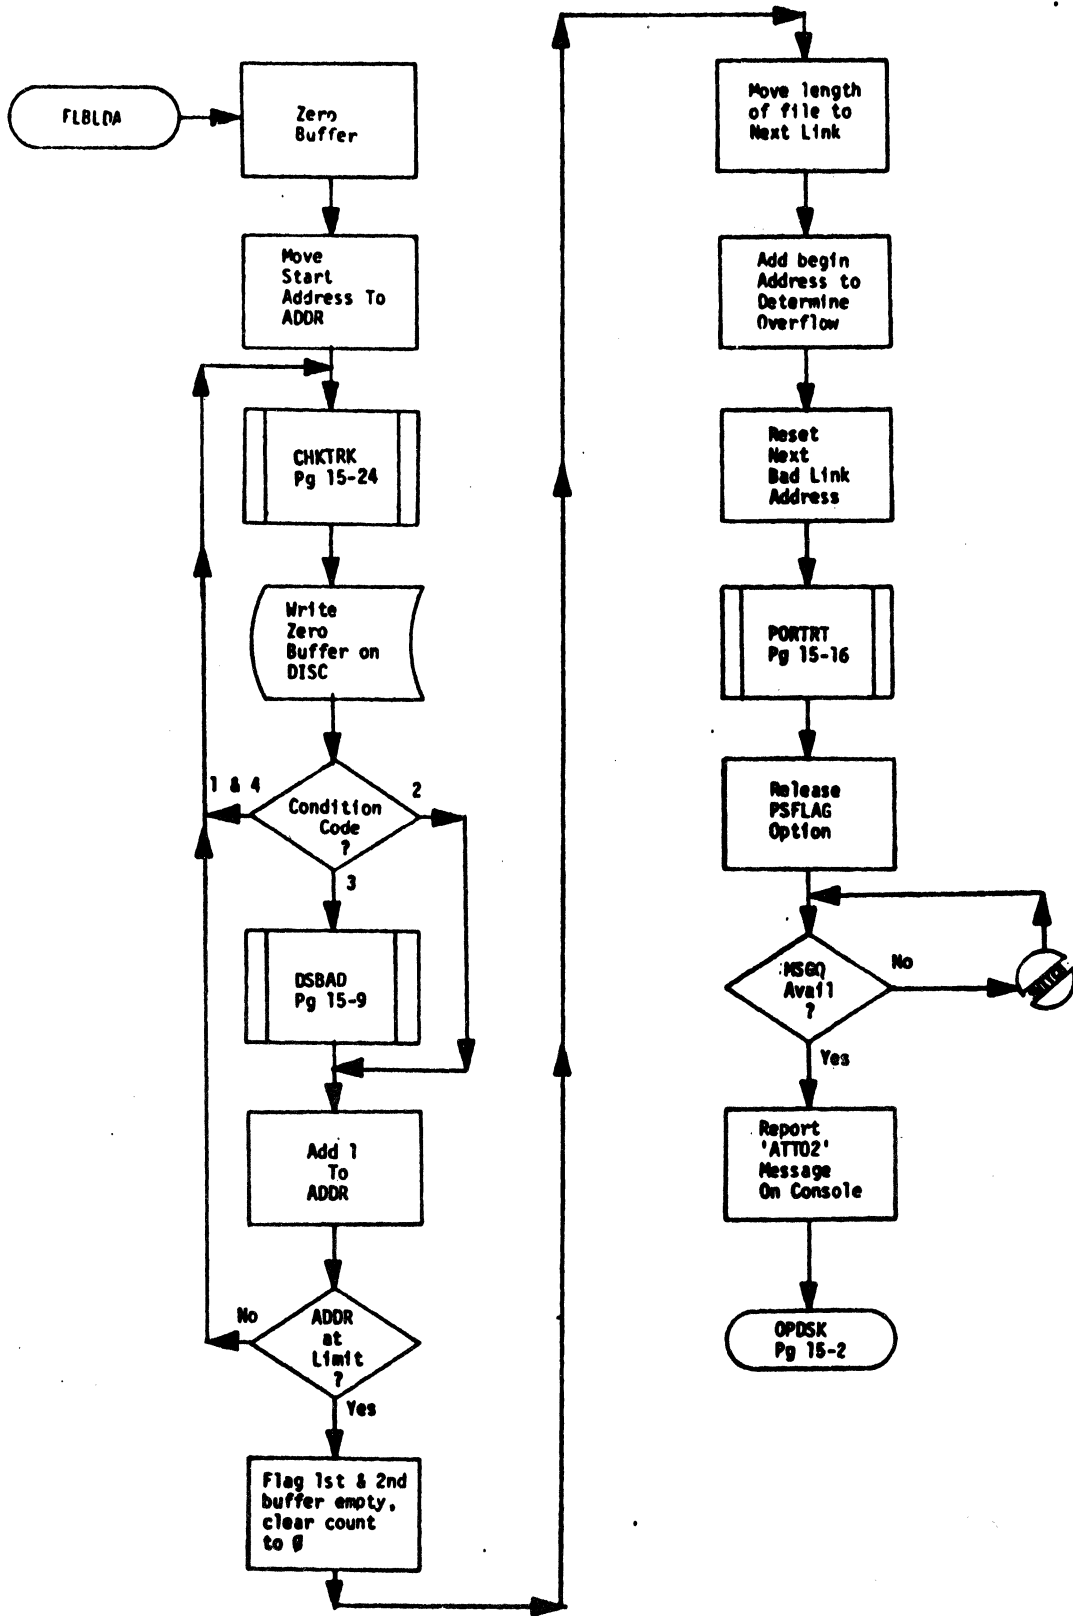 FLBLDA
Zero
Buffer
Move
Start
Address To
ADDR
CHKTRK
Pg 15-24
Write
Zero
Buffer on
DISC
1 & 4
Condition
Code
?
2
3
DSBAD
Pg 15-9
Add 1
To
ADDR
No
ADDR
at
Limit
?
Yes
Flag 1st & 2nd
buffer empty,
clear count
to 0
Move length
of file to
Next Link
Add begin
Address to
Determine
Overflow
Reset
Next
Bad Link
Address
PORTRT
Pg 15-16
Release
PSFLAG
Option
MSGQ
Avail
?
No
Yes
Report
'ATT02'
Message
On Console
OPDSK
Pg 15-2